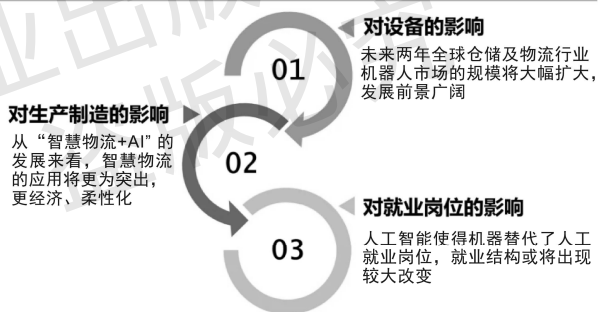 01
对设备的影响
未来两年全球仓储及物流行业
机器人市场的规模将大幅扩大，
发展前景广阔
对生产制造的影响
从“智慧物流+AI”的
发展来看，智慧物流
的应用将更为突出，
更经济、柔性化
02
对就业岗位的影响
人工智能使得机器替代了人工
就业岗位，就业结构或将出现
较大改变
03